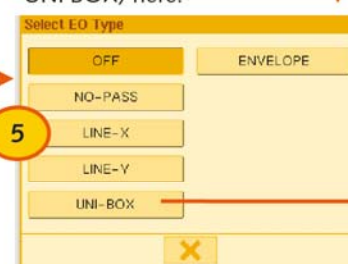 UNI-BOX) here.
Select EO Type
OFF
ENVELOPE
NO-PASS
5
LINE-X
LINE-Y
UNI-BOX